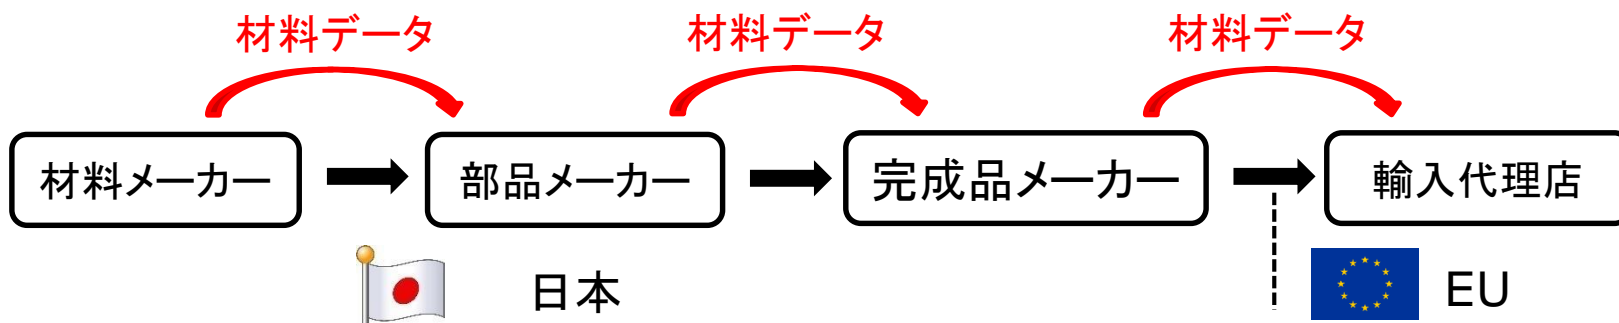 材料データ
材料データ
材料データ
材料メーカー
部品メーカー
完成品メーカー
輸入代理店
日本
EU